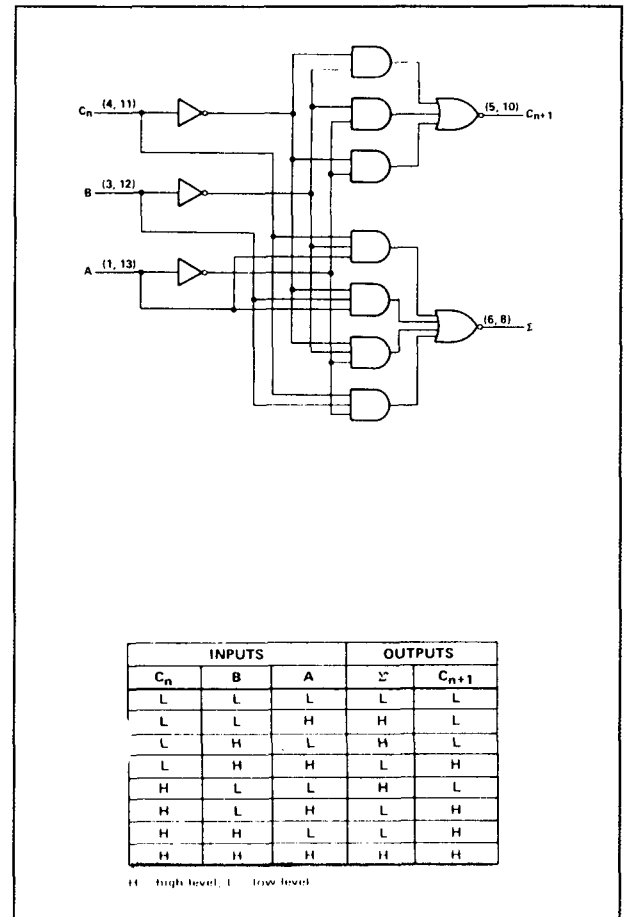 Cn (4, 11)
(5, 10) Cn+1
B (3, 12)
A (1, 13)
(6, 8) Σ
INPUTS OUTPUTS
Cn B A Σ Cn+1
L L L L L
L L H H L
L H L H L
L H H L H
H L L H L
H L H L H
H H L L H
H H H H H
H high level, L low level